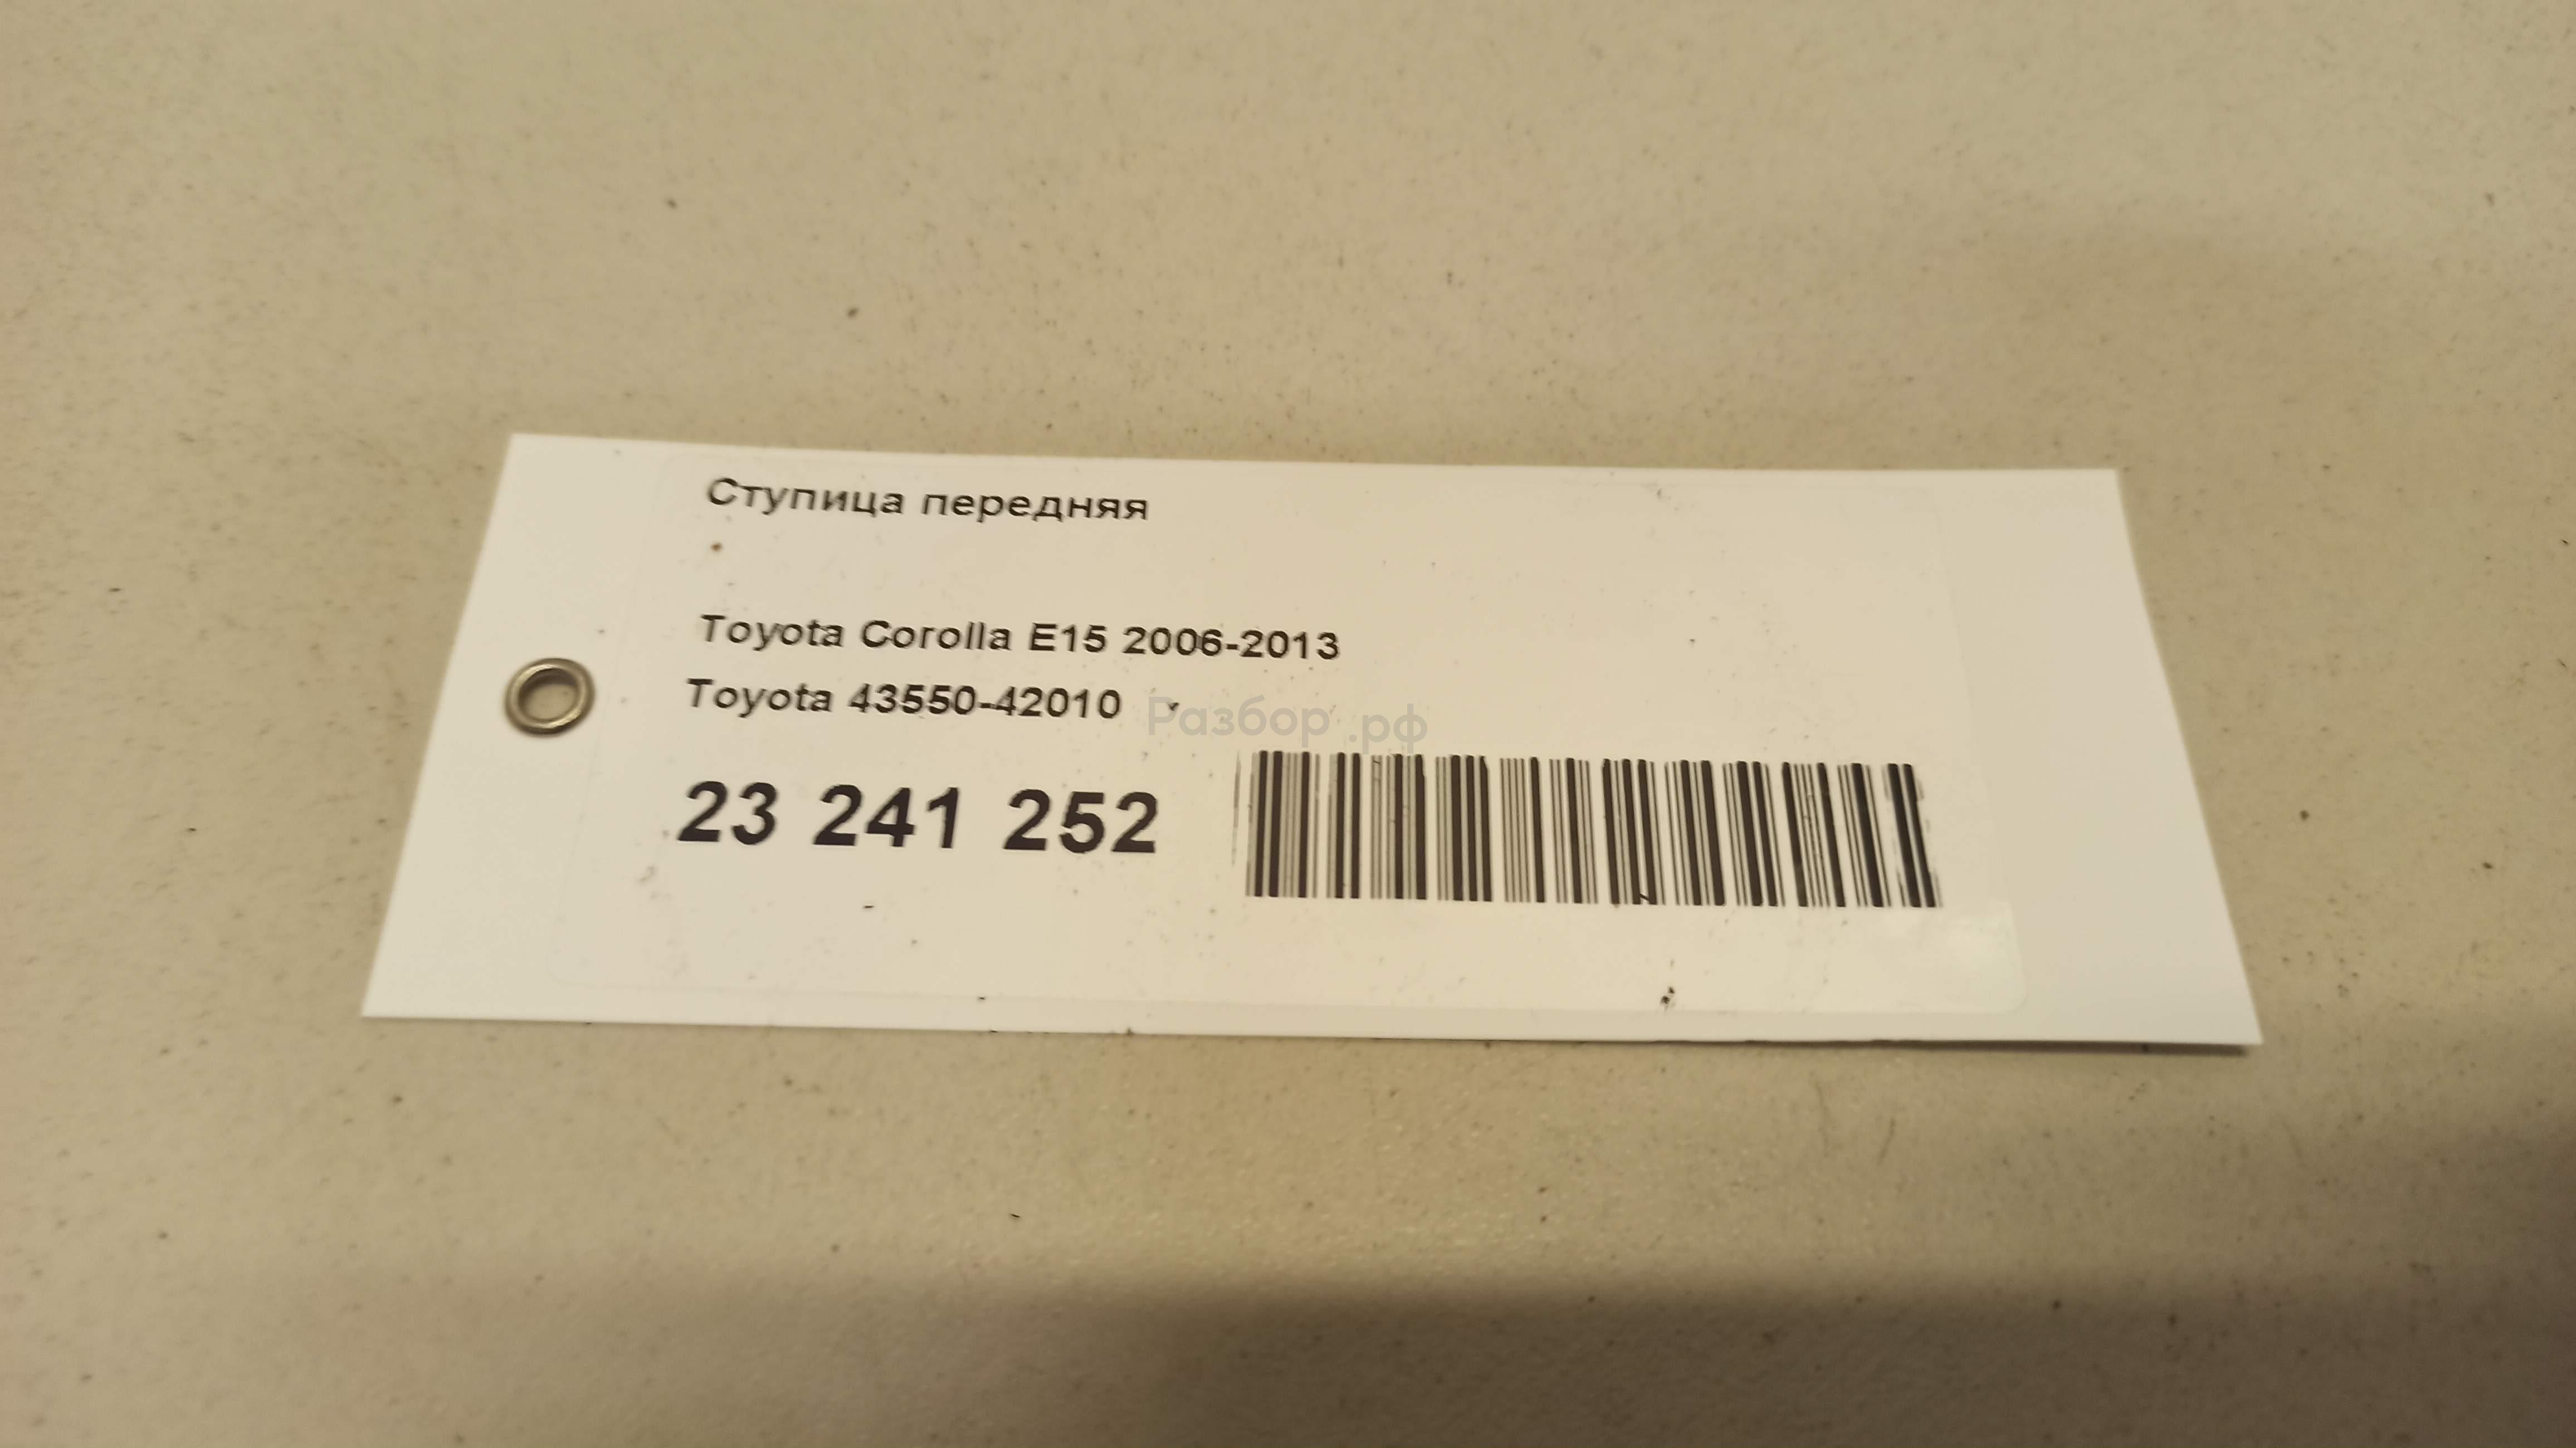 Ступица передняя
Toyota Corolla E15 2006-2013
Toyota 43550-42010
Разбор.рф
23 241 252